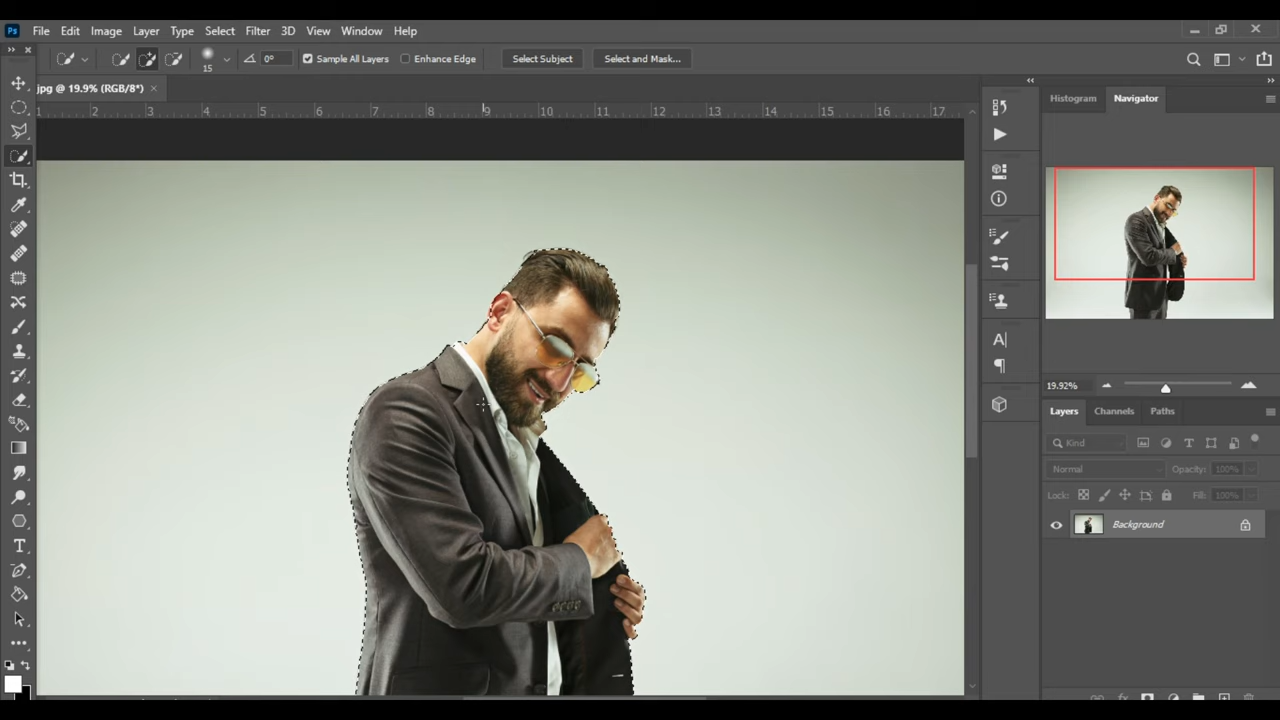 Ps File Edit Image Layer Type Select Filter 3D View Window Help
15 0° Sample All Layers Enhance Edge Select Subject Select and Mask...
jpg @ 19.9% (RGB/8*)
1 2 3 4 5 6 7 8 9 10 11 12 13 14 15 16 17
Histogram Navigator
19.92%
Layers Channels Paths
Kind
Normal Opacity: 100%
Lock: Fill: 100%
Background